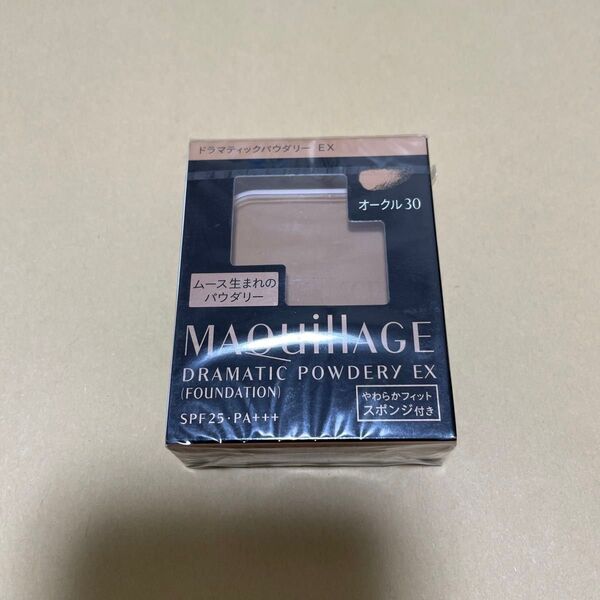 ドラマティックパウダリー EX
オークル30
ムース生まれの
パウダリー
MAQuillAGE
DRAMATIC POWDERY EX
(FOUNDATION)
SPF25・PA+++
やわらかフィット
スポンジ付き